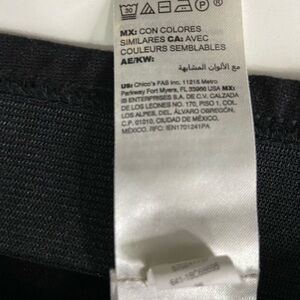 30
MX: CON COLORES
SIMILARES CA: AVEC
COULEURS SEMBLABLES
AE/KW:
مع الألوان المشابهة
US: Chico's FAS Inc. 11215 Metro
Parkway Fort Myers, FL 33966 USA MX:
IB ENTERPRISES S.A. DE C.V. CALZADA
DE LOS LEONES NO. 170, PISO 1, COL.
LOS ALPES, DEL. ÁLVARO OBREGÓN,
C.P. 01010, CIUDAD DE MÉXICO,
MÉXICO. RFC: IEN1701241PA